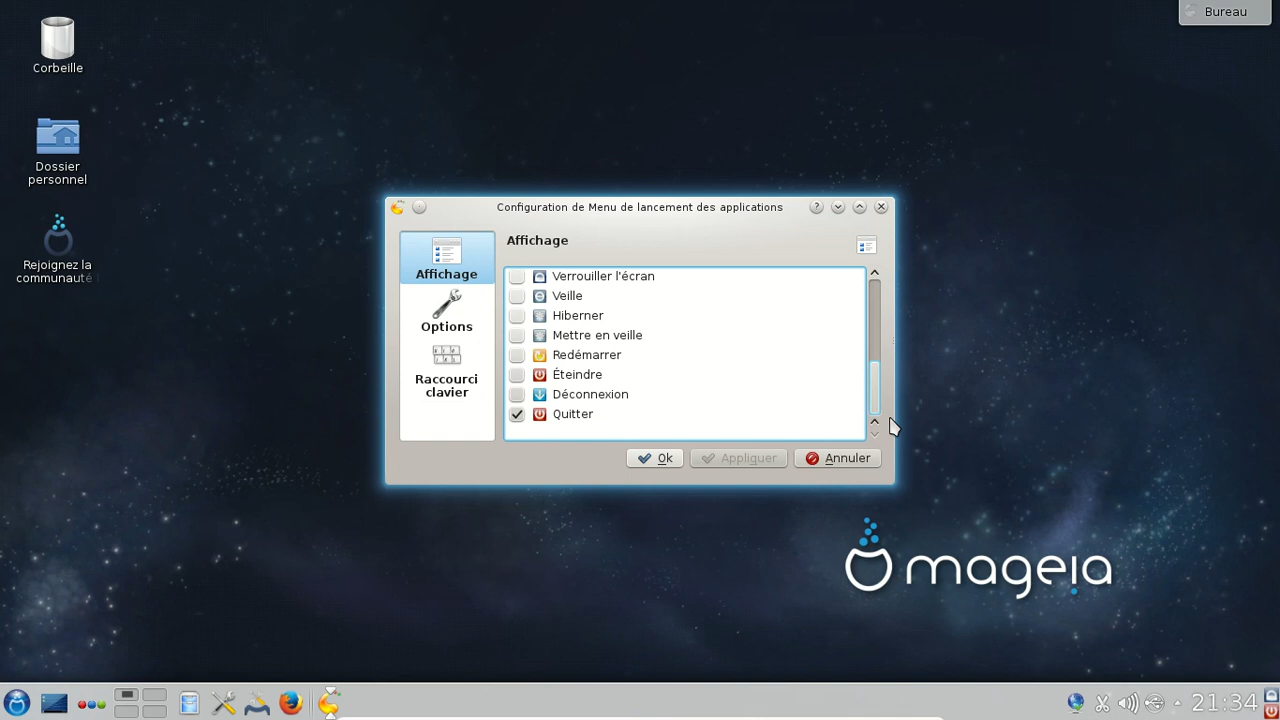 Bureau
Corbeille
Dossier
personnel
Rejoignez la
communauté
Configuration de Menu de lancement des applications
?
Affichage
Options
Raccourci
clavier
Affichage
Verrouiller l'écran
Veille
Hiberner
Mettre en veille
Redémarrer
Éteindre
Déconnexion
Quitter
Ok
Appliquer
Annuler
mageia
21:34